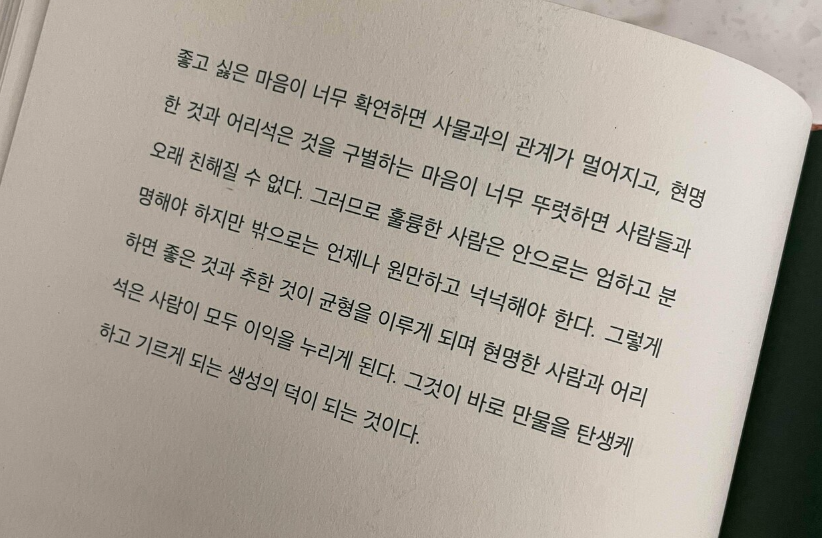 좋고 싫은 마음이 너무 확연하면 사물과의 관계가 멀어지고, 현명
한 것과 어리석은 것을 구별하는 마음이 너무 뚜렷하면 사람들과
오래 친해질 수 없다. 그러므로 훌륭한 사람은 안으로는 엄하고 분
명해야 하지만 밖으로는 언제나 원만하고 넉넉해야 한다. 그렇게
하면 좋은 것과 추한 것이 균형을 이루게 되며 현명한 사람과 어리
석은 사람이 모두 이익을 누리게 된다. 그것이 바로 만물을 탄생케
하고 기르게 되는 생성의 덕이 되는 것이다.